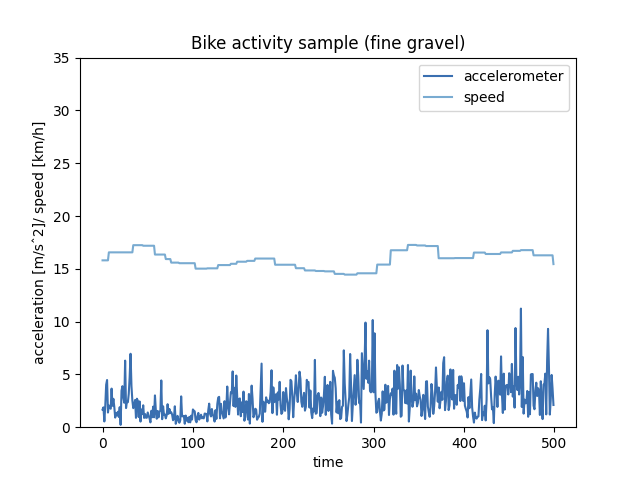 Bike activity sample (fine gravel)
accelerometer
speed
acceleration [m/sˆ2]/ speed [km/h]
35
30
25
20
15
10
5
0
0 100 200 300 400 500
time